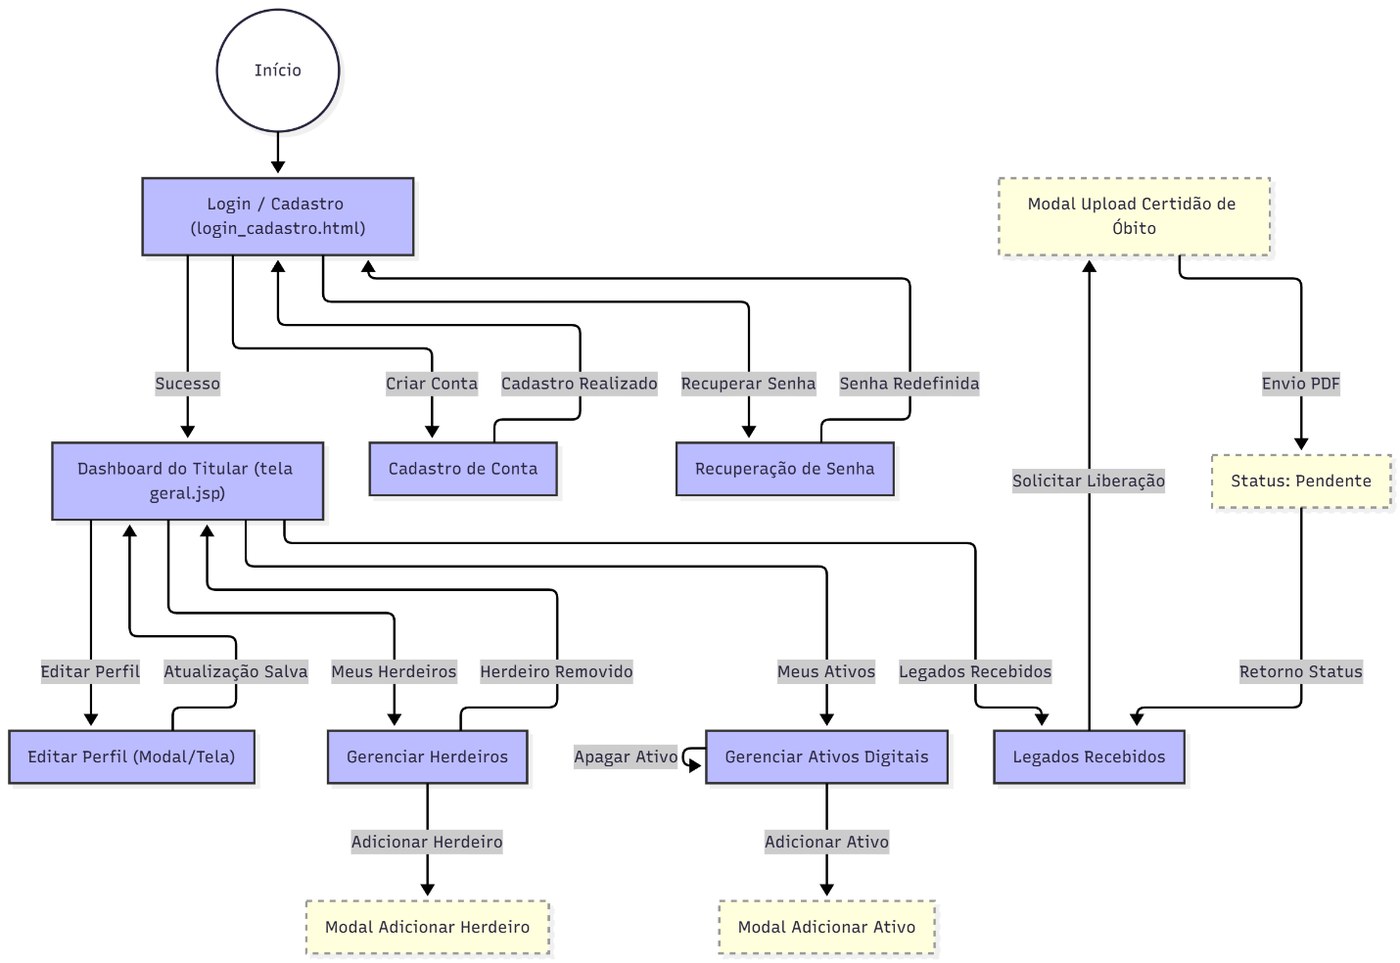 Início
Login / Cadastro
(login_cadastro.html)
Modal Upload Certidão de
Óbito
Sucesso
Criar Conta
Cadastro Realizado
Recuperar Senha
Senha Redefinida
Envio PDF
Dashboard do Titular (tela
geral.jsp)
Cadastro de Conta
Recuperação de Senha
Solicitar Liberação
Status: Pendente
Editar Perfil
Atualização Salva
Meus Herdeiros
Herdeiro Removido
Meus Ativos
Legados Recebidos
Retorno Status
Editar Perfil (Modal/Tela)
Gerenciar Herdeiros
Apagar Ativo
Gerenciar Ativos Digitais
Legados Recebidos
Adicionar Herdeiro
Adicionar Ativo
Modal Adicionar Herdeiro
Modal Adicionar Ativo